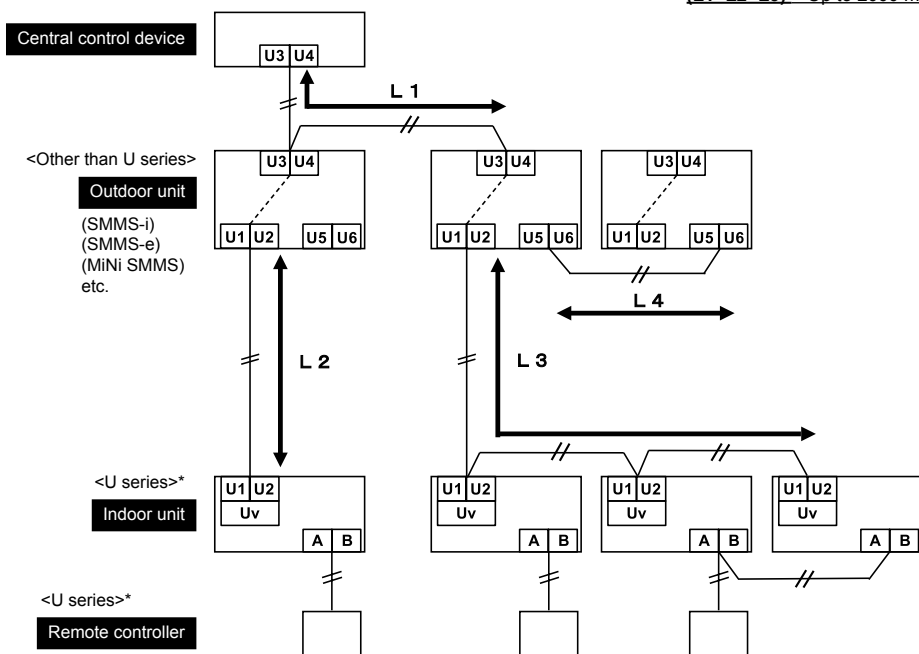 Central control device
U3 U4
L 1
<Other than U series>
Outdoor unit
(SMMS-i)
(SMMS-e)
(MiNi SMMS)
etc.
U3 U4
U1 U2
U5 U6
U3 U4
U1 U2
U5 U6
U3 U4
U1 U2
U5 U6
L 4
L 2
L 3
<U series>*
Indoor unit
U1 U2
Uv
A B
U1 U2
Uv
A B
U1 U2
Uv
A B
U1 U2
Uv
A B
<U series>*
Remote controller